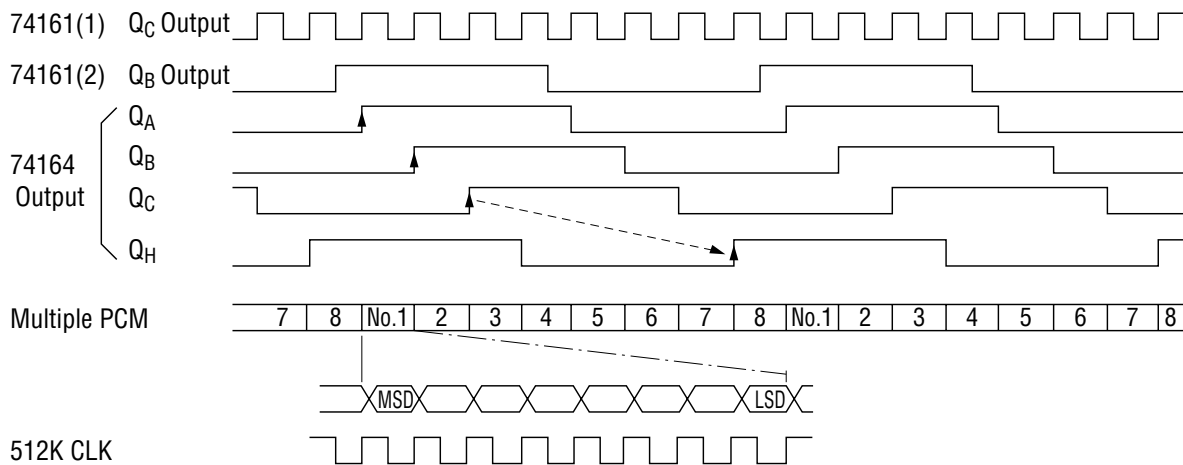 74161(1) QC Output
74161(2) QB Output
QA
QB
74164
Output
QC
QH
Multiple PCM 7 8 No.1 2 3 4 5 6 7 8 No.1 2 3 4 5 6 7 8
MSD LSD
512K CLK